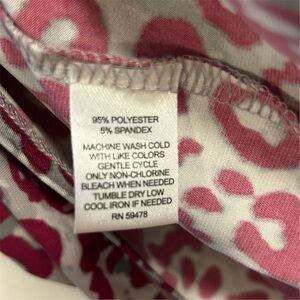 95% POLYESTER
5% SPANDEX
MACHINE WASH COLD
WITH LIKE COLORS
GENTLE CYCLE
ONLY NON-CHLORINE
BLEACH WHEN NEEDED
TUMBLE DRY LOW
COOL IRON IF NEEDED
RN 59478